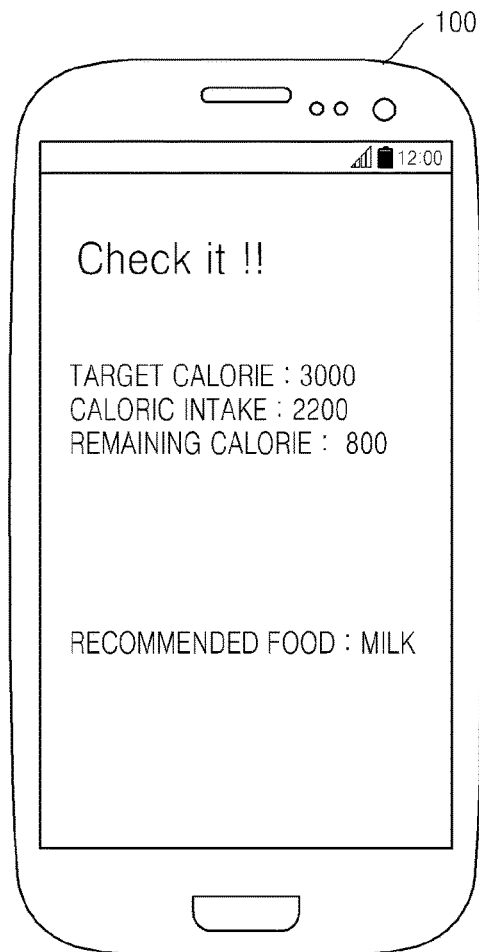 100
12:00
Check it !!
TARGET CALORIE : 3000
CALORIC INTAKE : 2200
REMAINING CALORIE : 800
RECOMMENDED FOOD : MILK